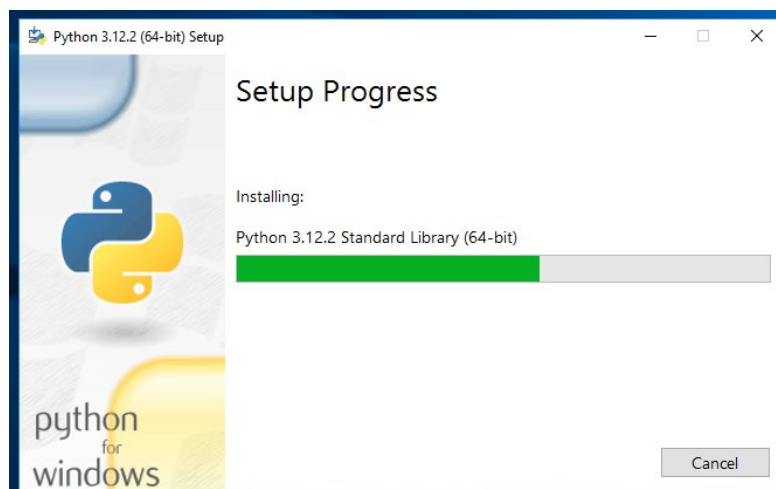 Python 3.12.2 (64-bit) Setup
Setup Progress
Installing:
Python 3.12.2 Standard Library (64-bit)
python
for
windows
Cancel